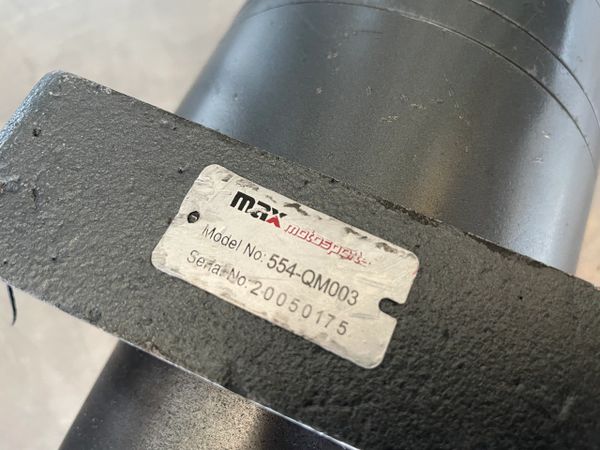 max motosports
Model No: 554-QM003
Serial No: 20050175